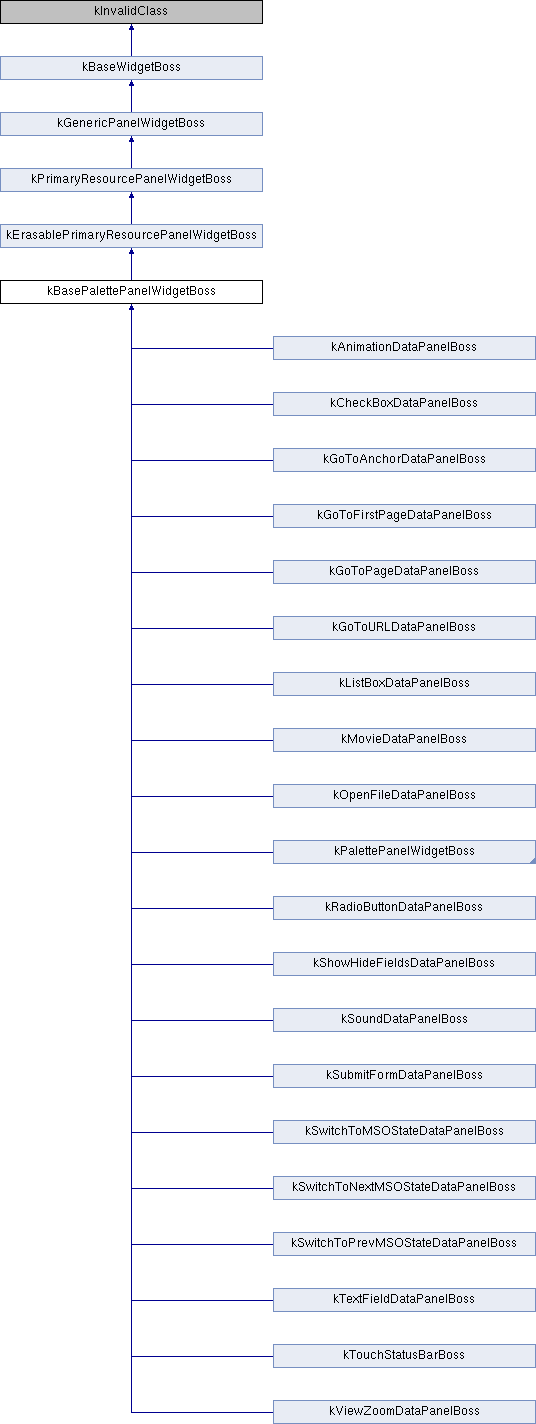 kInvalidClass
kBaseWidgetBoss
kGenericPanelWidgetBoss
kPrimaryResourcePanelWidgetBoss
kErasablePrimaryResourcePanelWidgetBoss
kBasePalettePanelWidgetBoss
kAnimationDataPanelBoss
kCheckBoxDataPanelBoss
kGoToAnchorDataPanelBoss
kGoToFirstPageDataPanelBoss
kGoToPageDataPanelBoss
kGoToURLDataPanelBoss
kListBoxDataPanelBoss
kMovieDataPanelBoss
kOpenFileDataPanelBoss
kPalettePanelWidgetBoss
kRadioButtonDataPanelBoss
kShowHideFieldsDataPanelBoss
kSoundDataPanelBoss
kSubmitFormDataPanelBoss
kSwitchToMSOStateDataPanelBoss
kSwitchToNextMSOStateDataPanelBoss
kSwitchToPrevMSOStateDataPanelBoss
kTextFieldDataPanelBoss
kTouchStatusBarBoss
kViewZoomDataPanelBoss